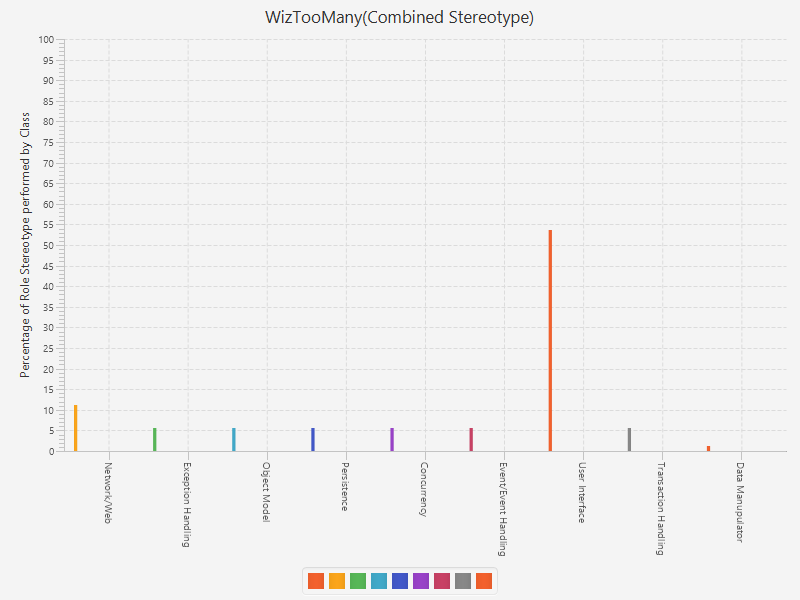 WizTooMany(Combined Stereotype)
Percentage of Role Stereotype performed by Class
100
95
90
85
80
75
70
65
60
55
50
45
40
35
30
25
20
15
10
5
0
Network/Web
Exception Handling
Object Model
Persistence
Concurrency
Event/Event Handling
User Interface
Transaction Handling
Data Manupulator